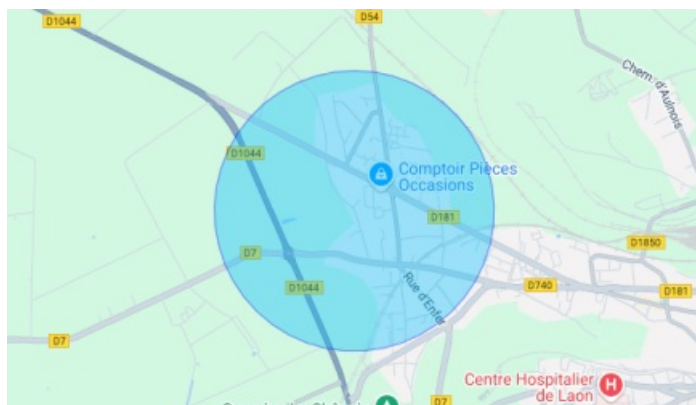 D1044
D54
Chem. d'Aulnois
D1044
Comptoir Pièces
Occasions
D181
D1850
D7
D1044
D740
D181
Rue d'Enfer
D7
Centre Hospitalier
de Laon
H
D7